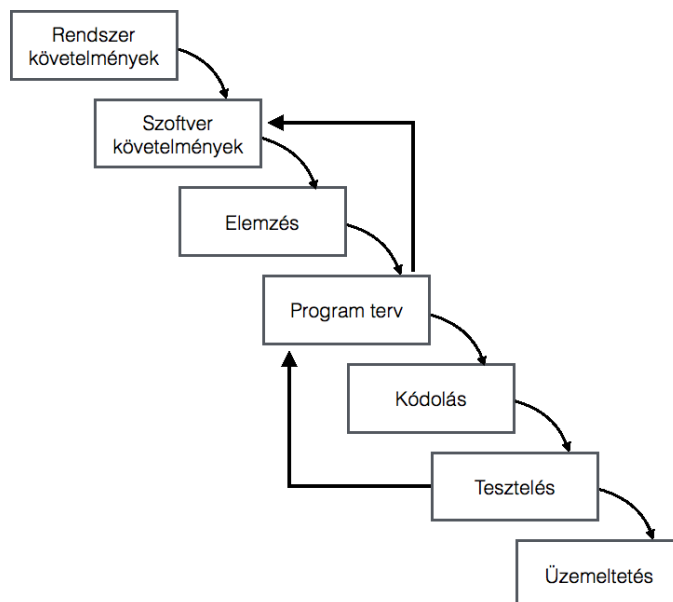 Rendszer
követelmények
Szoftver
követelmények
Elemzés
Program terv
Kódolás
Tesztelés
Üzemeltetés